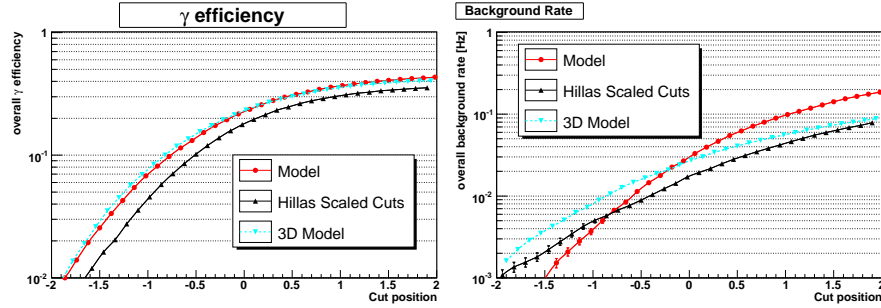 γ efficiency
overall γ efficiency
1
10⁻¹
10⁻²
Model
Hillas Scaled Cuts
3D Model
-2 -1.5 -1 -0.5 0 0.5 1 1.5 2
Cut position
Background Rate
overall background rate [Hz]
1
10⁻¹
10⁻²
10⁻³
Model
Hillas Scaled Cuts
3D Model
-2 -1.5 -1 -0.5 0 0.5 1 1.5 2
Cut position